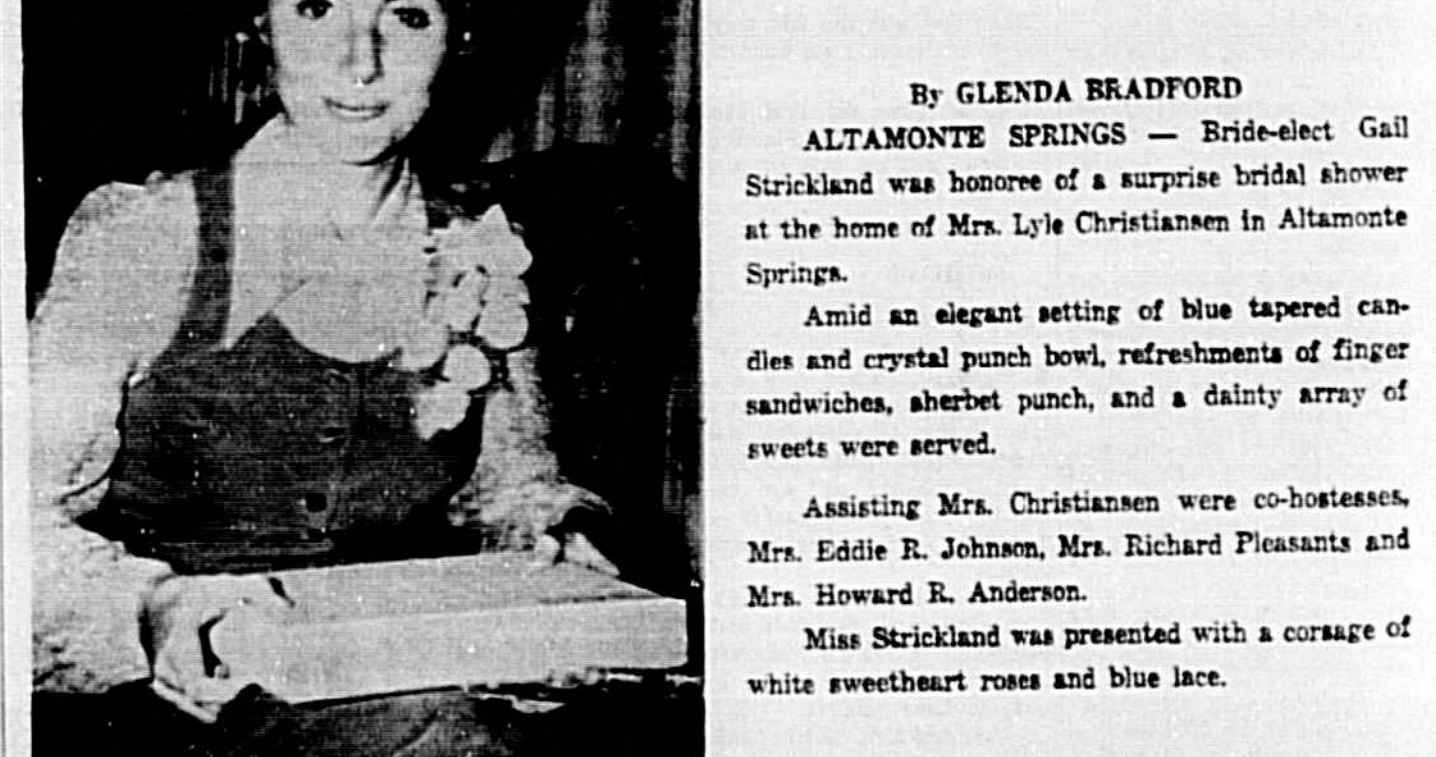 By GLENDA BRADFORD
ALTAMONTE SPRINGS — Bride-elect Gail
Strickland was honoree of a surprise bridal shower
at the home of Mrs. Lyle Christiansen in Altamonte
Springs.
Amid an elegant setting of blue tapered can-
dles and crystal punch bowl, refreshments of finger
sandwiches, sherbet punch, and a dainty array of
sweets were served.
Assisting Mrs. Christiansen were co-hostesses,
Mrs. Eddie R. Johnson, Mrs. Richard Pleasants and
Mrs. Howard R. Anderson.
Miss Strickland was presented with a corsage of
white sweetheart roses and blue lace.